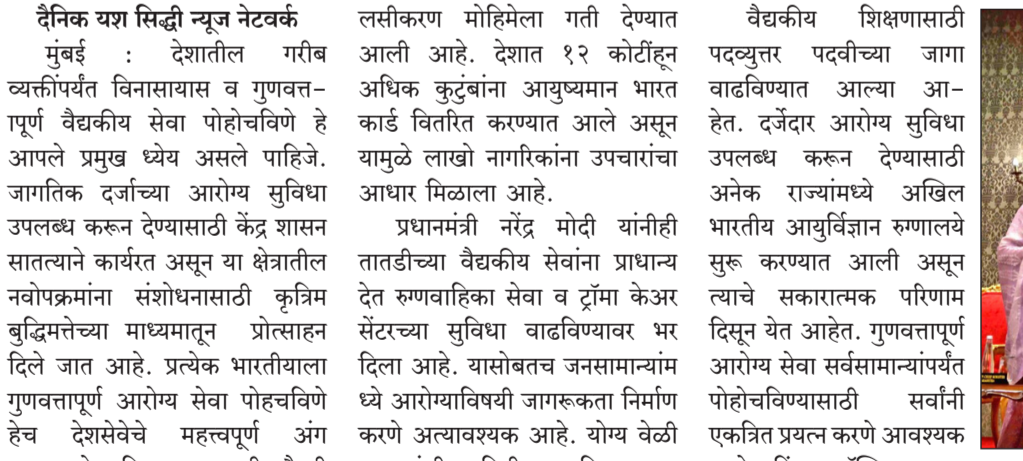 दैनिक यश सिद्धी न्यूज नेटवर्क
मुंबई : देशातील गरीब
व्यक्तींपर्यंत विनासायास व गुणवत्त-
ापूर्ण वैद्यकीय सेवा पोहोचविणे हे
आपले प्रमुख ध्येय असले पाहिजे.
जागतिक दर्जाच्या आरोग्य सुविधा
उपलब्ध करून देण्यासाठी केंद्र शासन
सातत्याने कार्यरत असून या क्षेत्रातील
नवोपक्रमांना संशोधनासाठी कृत्रिम
बुद्धिमत्तेच्या माध्यमातून प्रोत्साहन
दिले जात आहे. प्रत्येक भारतीयाला
गुणवत्तापूर्ण आरोग्य सेवा पोहचविणे
हेच देशसेवेचे महत्त्वपूर्ण अंग
लसीकरण मोहिमेला गती देण्यात
आली आहे. देशात १२ कोटींहून
अधिक कुटुंबांना आयुष्यमान भारत
कार्ड वितरित करण्यात आले असून
यामुळे लाखो नागरिकांना उपचारांचा
आधार मिळाला आहे.
प्रधानमंत्री नरेंद्र मोदी यांनीही
तातडीच्या वैद्यकीय सेवांना प्राधान्य
देत रुग्णवाहिका सेवा व ट्रॉमा केअर
सेंटरच्या सुविधा वाढविण्यावर भर
दिला आहे. यासोबतच जनसामान्यांम
ध्ये आरोग्याविषयी जागरूकता निर्माण
करणे अत्यावश्यक आहे. योग्य वेळी
वैद्यकीय शिक्षणासाठी
पदव्युत्तर पदवीच्या जागा
वाढविण्यात आल्या आ-
हेत. दर्जेदार आरोग्य सुविधा
उपलब्ध करून देण्यासाठी
अनेक राज्यांमध्ये अखिल
भारतीय आयुर्विज्ञान रुग्णालये
सुरू करण्यात आली असून
त्याचे सकारात्मक परिणाम
दिसून येत आहेत. गुणवत्तापूर्ण
आरोग्य सेवा सर्वसामान्यांपर्यंत
पोहोचविण्यासाठी सर्वांनी
एकत्रित प्रयत्न करणे आवश्यक